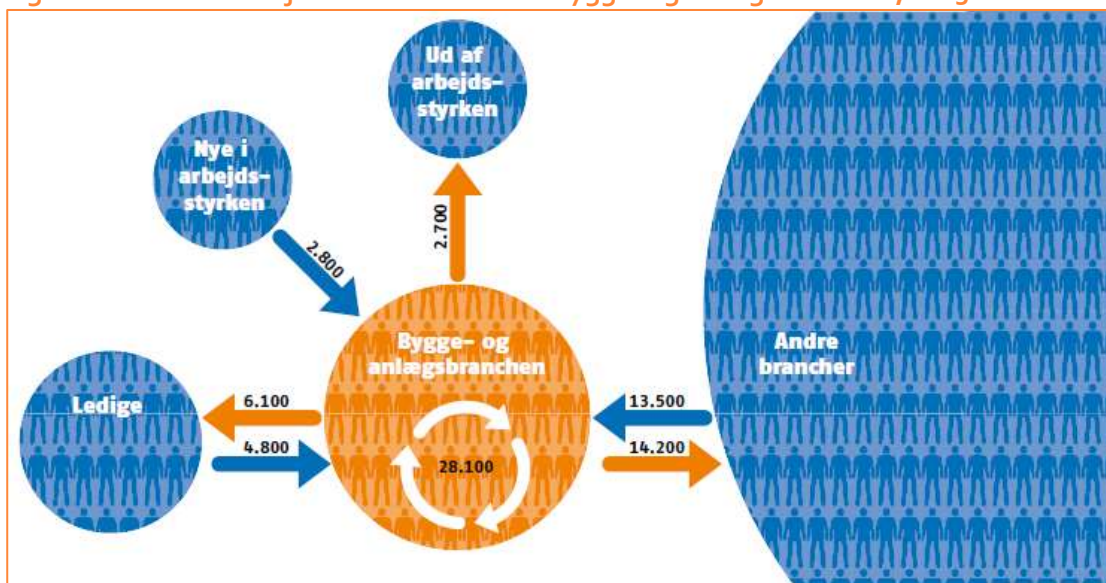 Ud af
arbejds-
styrken
Nye i
arbejds-
styrken
2.700
2.800
Bygge- og
anlægsbranchen
Andre
brancher
Ledige
6.100
13.500
4.800
28.100
14.200